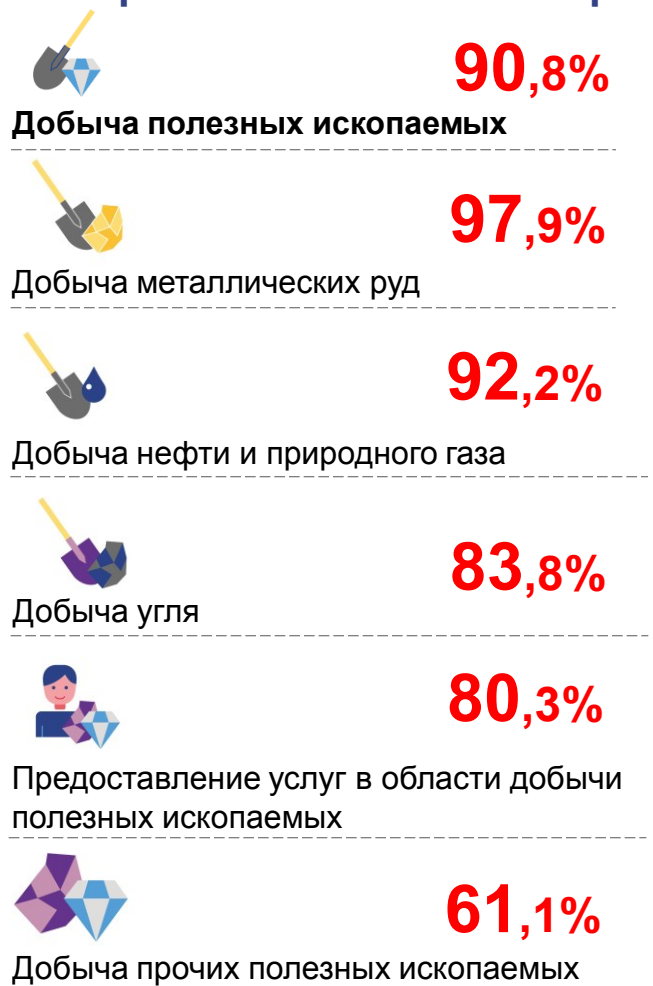 90,8%
Добыча полезных ископаемых
97,9%
Добыча металлических руд
92,2%
Добыча нефти и природного газа
83,8%
Добыча угля
80,3%
Предоставление услуг в области добычи
полезных ископаемых
61,1%
Добыча прочих полезных ископаемых